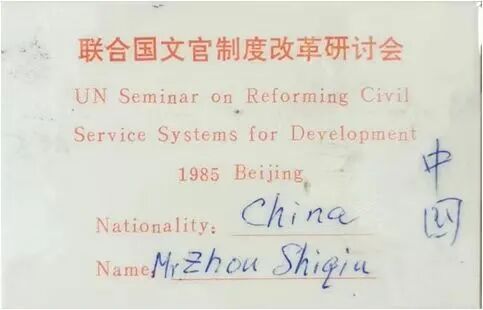 联合国文官制度改革研讨会
UN Seminar on Reforming Civil
Service Systems for Development
1985 Beijing
Nationality: China
中国
Name: Mr Zhou Shiqiu